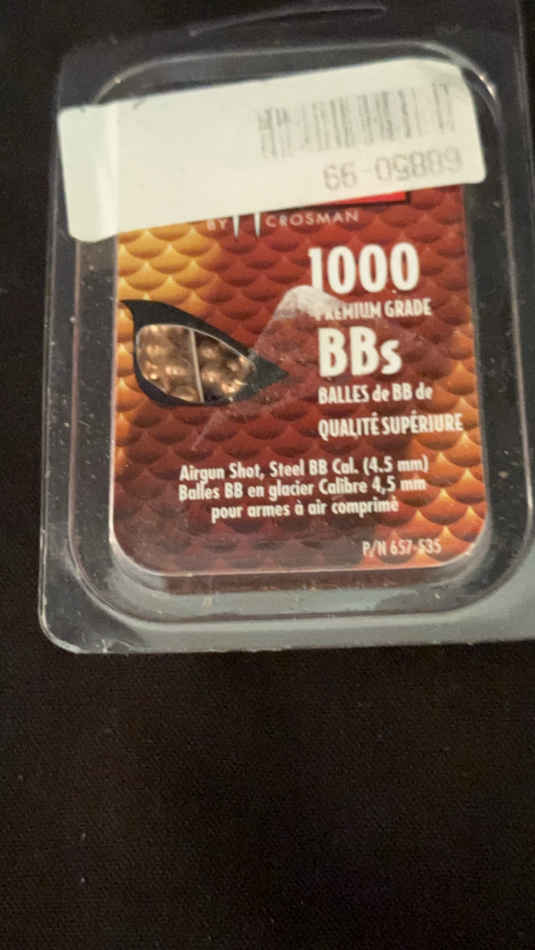 60850-99
BY CROSMAN
1000
PREMIUM GRADE
BBs
BALLES de BB de
QUALITÉ SUPÉRIEURE
Airgun Shot, Steel BB Cal. (4.5 mm)
Balles BB en glacier Calibre 4,5 mm
pour armes à air comprimé
P/N 657-535